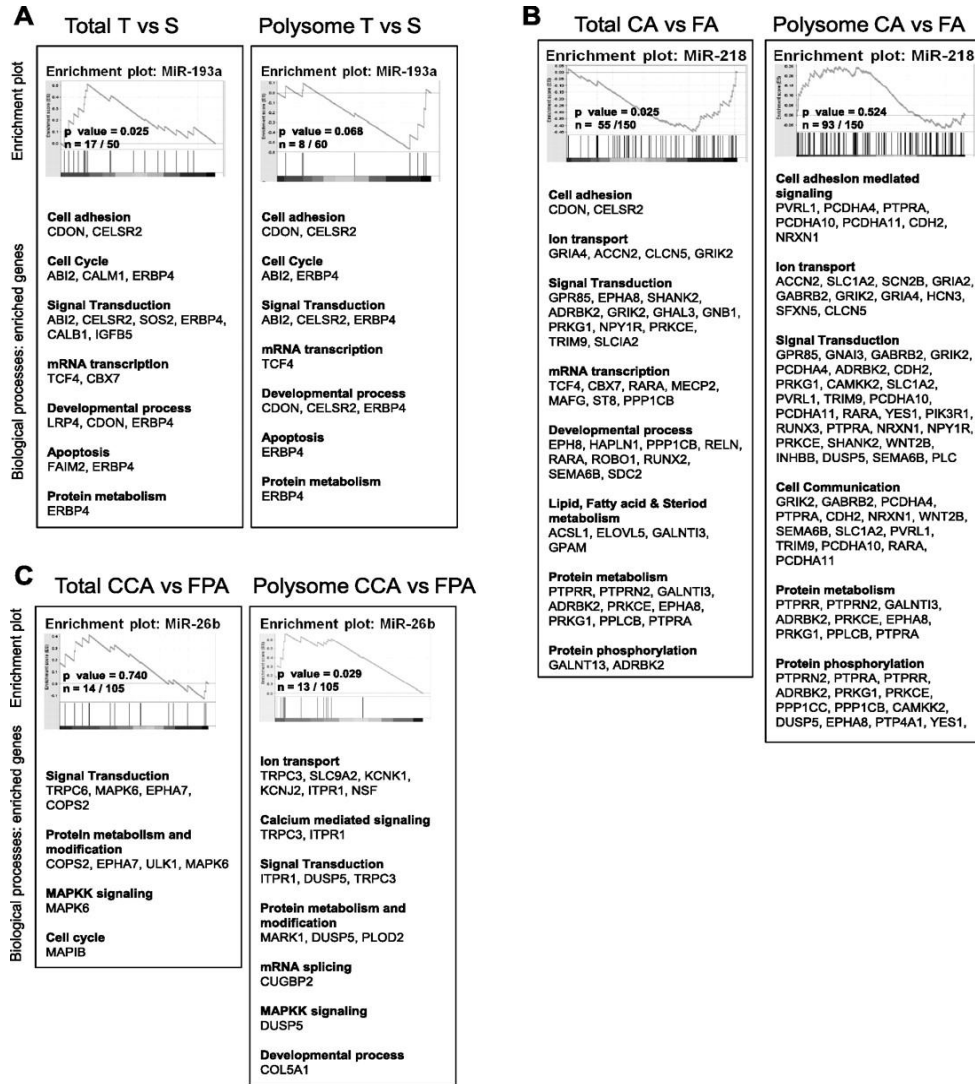 A
Total T vs S
Polysome T vs S
Enrichment plot
Enrichment plot: MiR-193a
p value = 0.025
n = 17 / 50
Enrichment plot: MiR-193a
p value = 0.068
n = 8 / 60
Biological processes: enriched genes
Cell adhesion
CDON, CELSR2
Cell Cycle
ABI2, CALM1, ERBP4
Signal Transduction
ABI2, CELSR2, SOS2, ERBP4,
CALB1, IGFB5
mRNA transcription
TCF4, CBX7
Developmental process
LRP4, CDON, ERBP4
Apoptosis
FAIM2, ERBP4
Protein metabolism
ERBP4
Cell adhesion
CDON, CELSR2
Cell Cycle
ABI2, ERBP4
Signal Transduction
ABI2, CELSR2, ERBP4
mRNA transcription
TCF4
Developmental process
CDON, CELSR2, ERBP4
Apoptosis
ERBP4
Protein metabolism
ERBP4
B
Total CA vs FA
Polysome CA vs FA
Enrichment plot: MiR-218
p value = 0.025
n = 55/150
Cell adhesion
CDON, CELSR2
Ion transport
GRIA4, ACCN2, CLCN5, GRIK2
Signal Transduction
GPR85, EPHA8, SHANK2,
ADRBK2, GRIK2, GHAL3, GNB1,
PRKG1, NPY1R, PRKCE,
TRIM9, SLCIA2
mRNA transcription
TCF4, CBX7, RARA, MECP2,
MAFG, ST8, PPP1CB
Developmental process
EPH8, HAPLN1, PPP1CB, RELN,
RARA, ROBO1, RUNX2,
SEMA6B, SDC2
Lipid, Fatty acid & Steriod
metabolism
ACSL1, ELOVL5, GALNTI3,
GPAM
Protein metabolism
PTPRR, PTPRN2, GALNTI3,
ADRBK2, PRKCE, EPHA8,
PRKG1, PPLCB, PTPRA
Protein phosphorylation
GALNT13, ADRBK2
Enrichment plot: MiR-218
p value = 0.524
n = 93 / 150
Cell adhesion mediated
signaling
PVRL1, PCDHA4, PTPRA,
PCDHA10, PCDHA11, CDH2,
NRXN1
Ion transport
ACCN2, SLC1A2, SCN2B, GRIA2,
GABRB2, GRIK2, GRIA4, HCN3,
SFXN5, CLCN5
Signal Transduction
GPR85, GNAI3, GABRB2, GRIK2,
PCDHA4, ADRBK2, CDH2,
PRKG1, CAMKK2, SLC1A2,
PVRL1, TRIM9, PCDHA10,
PCDHA11, RARA, YES1, PIK3R1,
RUNX3, PTPRA, NRXN1, NPY1R,
PRKCE, SHANK2, WNT2B,
INHBB, DUSP5, SEMA6B, PLC
Cell Communication
GRIK2, GABRB2, PCDHA4,
PTPRA, CDH2, NRXN1, WNT2B,
SEMA6B, SLC1A2, PVRL1,
TRIM9, PCDHA10, RARA,
PCDHA11
Protein metabolism
PTPRR, PTPRN2, GALNTI3,
ADRBK2, PRKCE, EPHA8,
PRKG1, PPLCB, PTPRA
Protein phosphorylation
PTPRN2, PTPRA, PTPRR,
ADRBK2, PRKG1, PRKCE,
PPP1CC, PPP1CB, CAMKK2,
DUSP5, EPHA8, PTP4A1, YES1,
C
Total CCA vs FPA
Polysome CCA vs FPA
Enrichment plot
Enrichment plot: MiR-26b
p value = 0.740
n = 14 / 105
Enrichment plot: MiR-26b
p value = 0.029
n = 13 / 105
Biological processes: enriched genes
Signal Transduction
TRPC6, MAPK6, EPHA7,
COPS2
Protein metabolism and
modification
COPS2, EPHA7, ULK1, MAPK6
MAPKK signaling
MAPK6
Cell cycle
MAPIB
Ion transport
TRPC3, SLC9A2, KCNK1,
KCNJ2, ITPR1, NSF
Calcium mediated signaling
TRPC3, ITPR1
Signal Transduction
ITPR1, DUSP5, TRPC3
Protein metabolism and
modification
MARK1, DUSP5, PLOD2
mRNA splicing
CUGBP2
MAPKK signaling
DUSP5
Developmental process
COL5A1